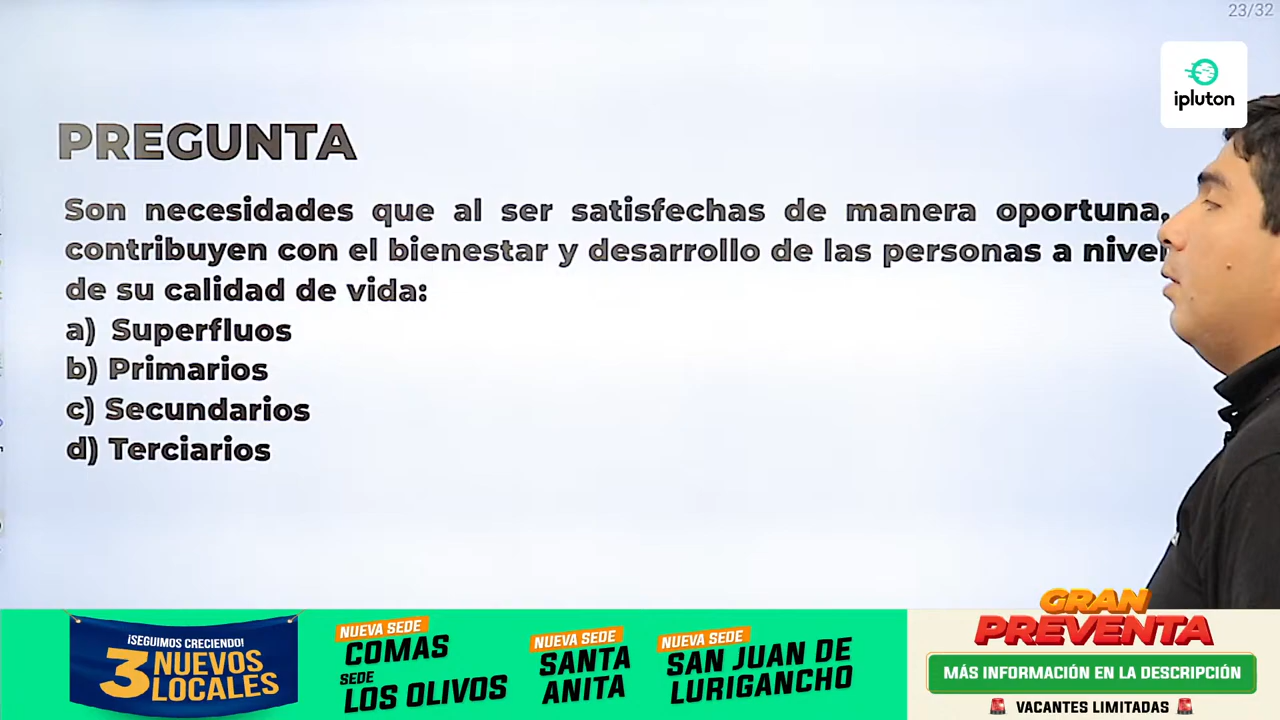 23/32
ipluton
PREGUNTA
Son necesidades que al ser satisfechas de manera oportuna,
contribuyen con el bienestar y desarrollo de las personas a nivel
de su calidad de vida:
a) Superfluos
b) Primarios
c) Secundarios
d) Terciarios
¡SEGUIMOS CRECIENDO!
3 NUEVOS
LOCALES
NUEVA SEDE
COMAS
SEDE
LOS OLIVOS
NUEVA SEDE
SANTA
ANITA
NUEVA SEDE
SAN JUAN DE
LURIGANCHO
GRAN
PREVENTA
MÁS INFORMACIÓN EN LA DESCRIPCIÓN
VACANTES LIMITADAS